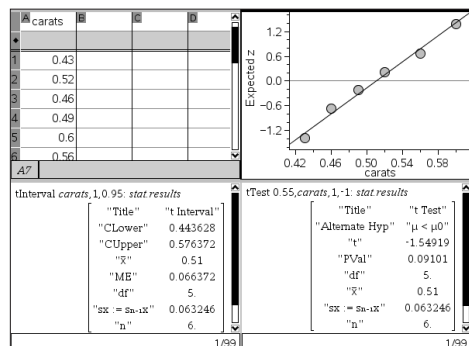 A carats B C D
◆
1 0.43
2 0.52
3 0.46
4 0.49
5 0.6
6 0.56
A7
Expected z
1.2
0.6
0.0
-0.6
-1.2
0.42 0.46 0.50 0.54 0.58
carats
tInterval carats,1,0.95: stat.results
"Title" "t Interval"
"CLower" 0.443628
"CUpper" 0.576372
"x̄" 0.51
"ME" 0.066372
"df" 5.
"sx := sn-1x" 0.063246
"n" 6.
1/99
tTest 0.55,carats,1,-1: stat.results
"Title" "t Test"
"Alternate Hyp" "μ < μ0"
"t" -1.54919
"PVal" 0.09101
"df" 5.
"x̄" 0.51
"sx := sn-1x" 0.063246
"n" 6.
1/99